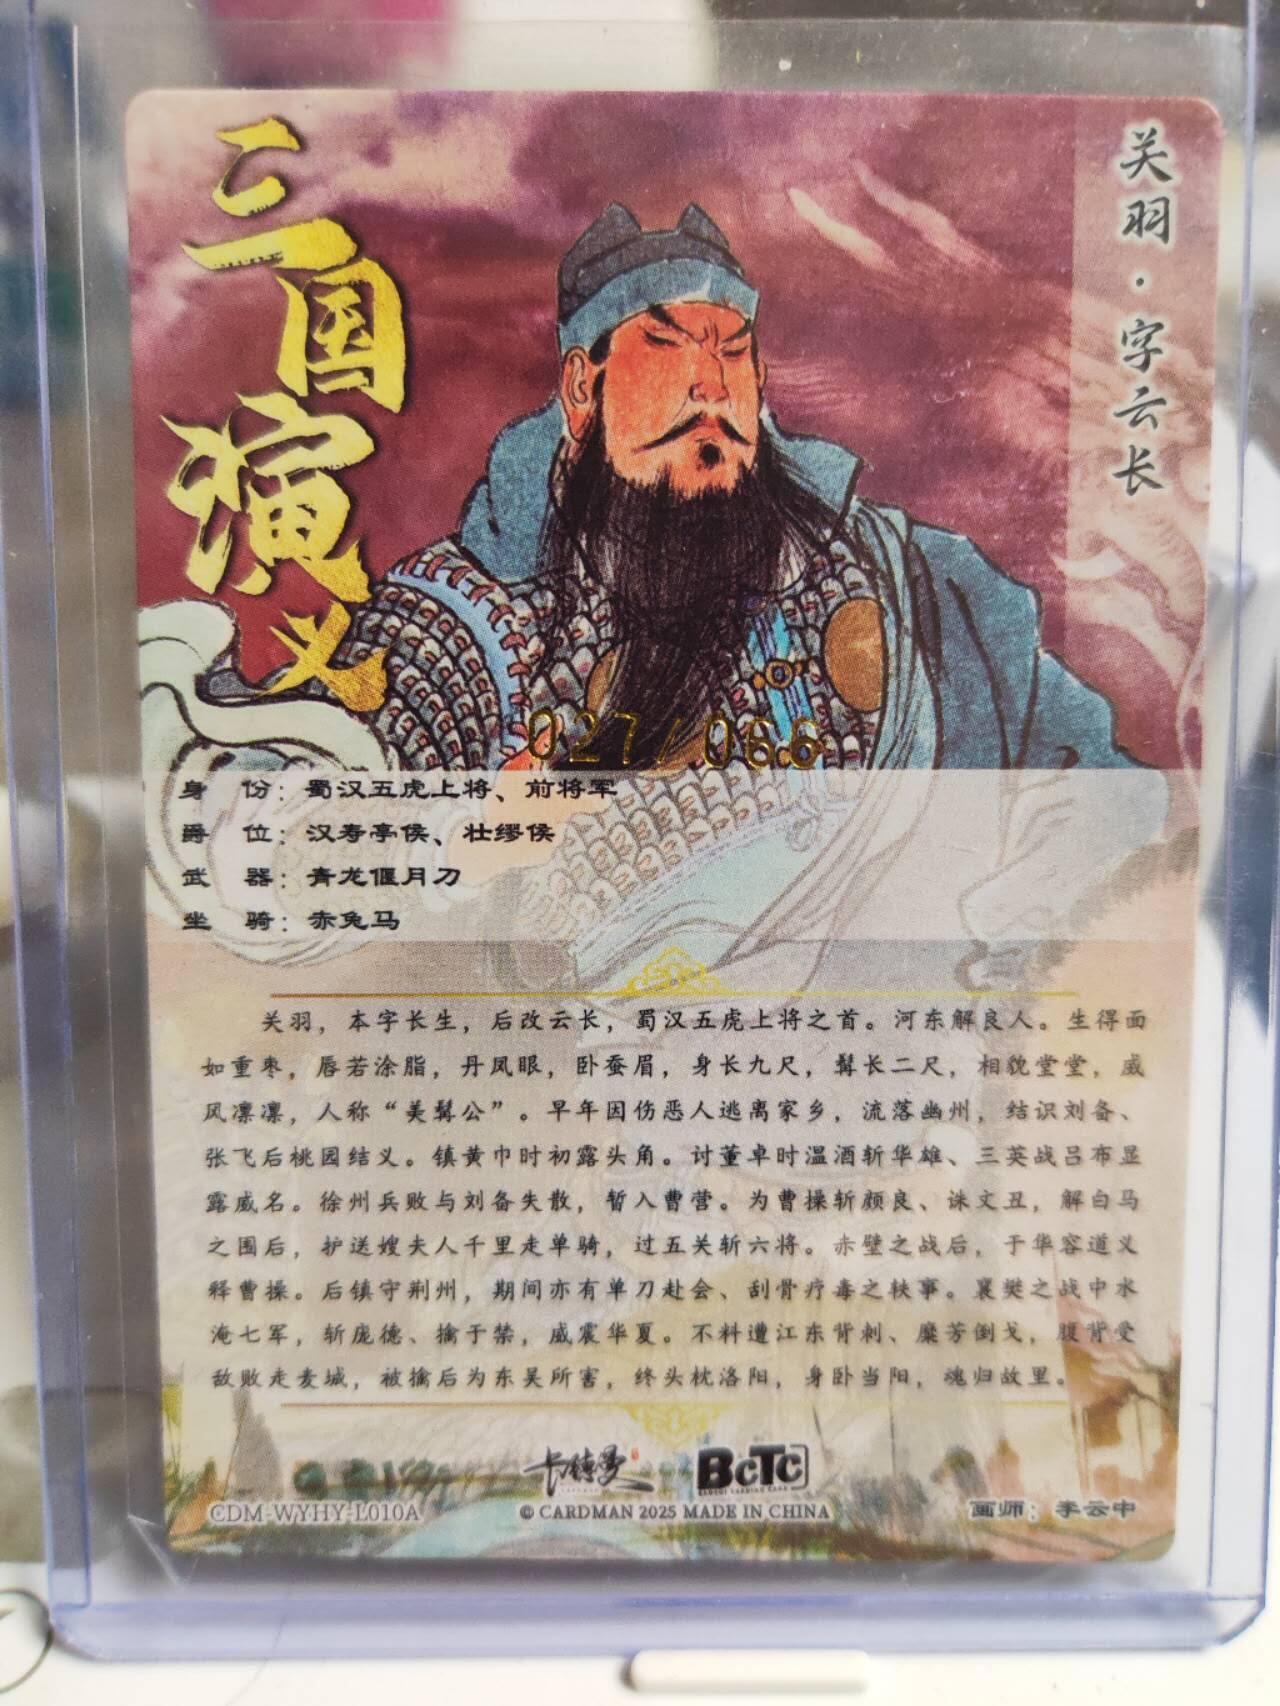 三国演义
关羽·字云长
027/066
身 份：蜀汉五虎上将、前将军
爵 位：汉寿亭侯、壮缪侯
武 器：青龙偃月刀
坐 骑：赤兔马
关羽，本字长生，后改云长，蜀汉五虎上将之首。河东解良人。生得面
如重枣，唇若涂脂，丹凤眼，卧蚕眉，身长九尺，髯长二尺，相貌堂堂，威
风凛凛，人称“美髯公”。早年因伤恶人逃离家乡，流落幽州，结识刘备、
张飞后桃园结义。镇黄巾时初露头角。讨董卓时温酒斩华雄、三英战吕布显
露威名。徐州兵败与刘备失散，暂入曹营。为曹操斩颜良、诛文丑，解白马
之围后，护送嫂夫人千里走单骑，过五关斩六将。赤壁之战后，于华容道义
释曹操。后镇守荆州，期间亦有单刀赴会、刮骨疗毒之轶事。襄樊之战中水
淹七军，斩庞德、擒于禁，威震华夏。不料遭江东背刺、糜芳倒戈，腹背受
敌败走麦城，被擒后为东吴所害，终头枕洛阳，身卧当阳，魂归故里。
卡德曼 BCTC
CDM-WYHY-L010A
© CARDMAN 2025 MADE IN CHINA
画师：李云中